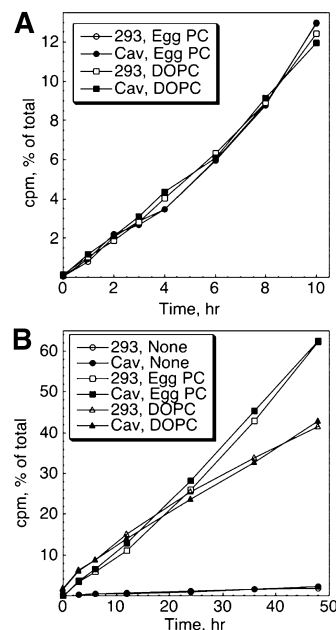 A
293, Egg PC
Cav, Egg PC
293, DOPC
Cav, DOPC
cpm, % of total
12
10
8
6
4
2
0 2 4 6 8 10
Time, hr
B
293, None
Cav, None
293, Egg PC
Cav, Egg PC
293, DOPC
Cav, DOPC
cpm, % of total
60
50
40
30
20
10
0 10 20 30 40 50
Time, hr